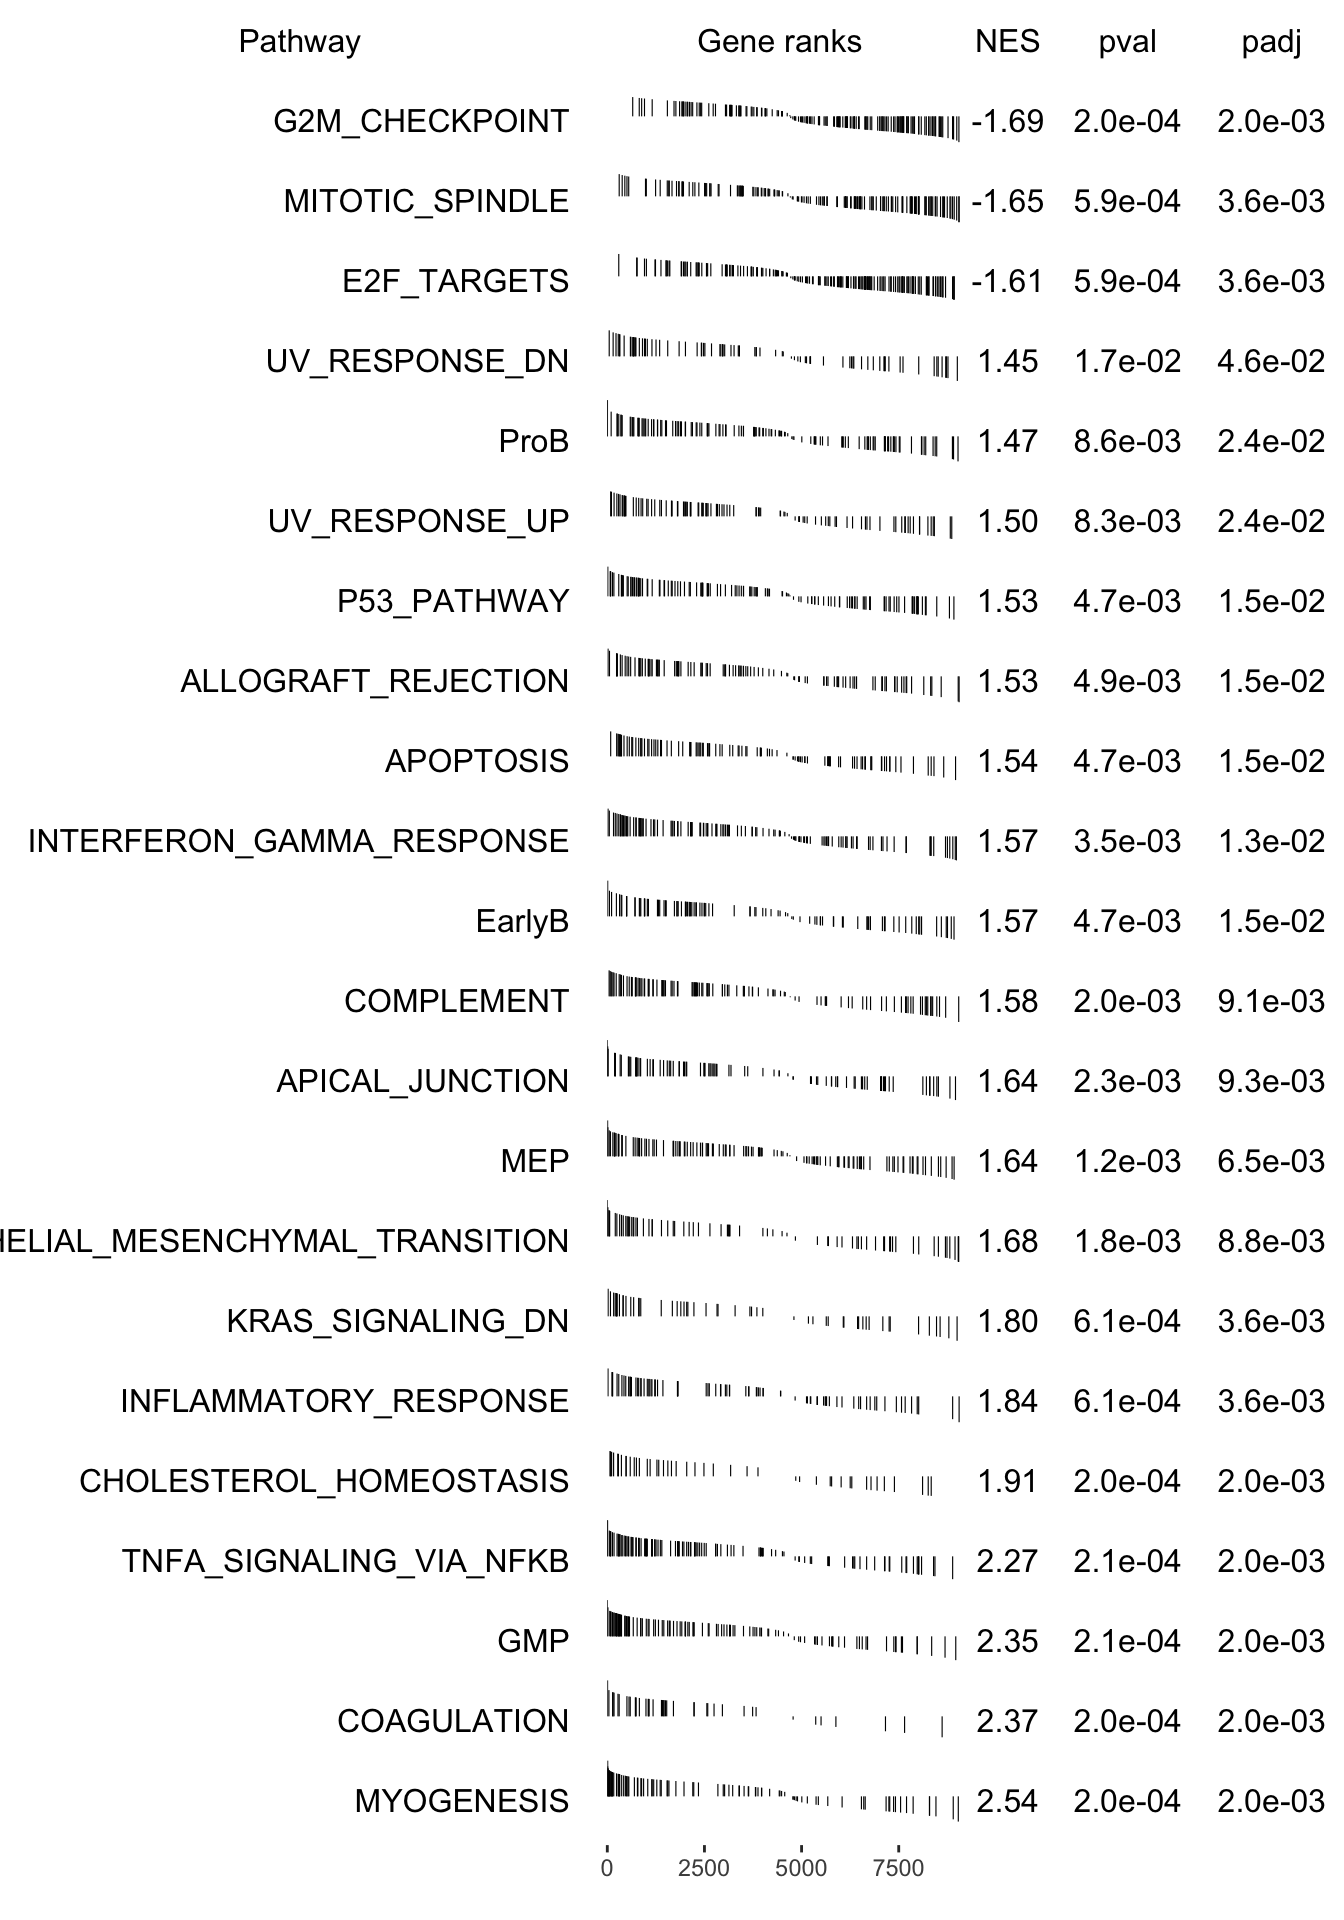 Pathway Gene ranks NES pval padj
G2M_CHECKPOINT -1.69 2.0e-04 2.0e-03
MITOTIC_SPINDLE -1.65 5.9e-04 3.6e-03
E2F_TARGETS -1.61 5.9e-04 3.6e-03
UV_RESPONSE_DN 1.45 1.7e-02 4.6e-02
ProB 1.47 8.6e-03 2.4e-02
UV_RESPONSE_UP 1.50 8.3e-03 2.4e-02
P53_PATHWAY 1.53 4.7e-03 1.5e-02
ALLOGRAFT_REJECTION 1.53 4.9e-03 1.5e-02
APOPTOSIS 1.54 4.7e-03 1.5e-02
INTERFERON_GAMMA_RESPONSE 1.57 3.5e-03 1.3e-02
EarlyB 1.57 4.7e-03 1.5e-02
COMPLEMENT 1.58 2.0e-03 9.1e-03
APICAL_JUNCTION 1.64 2.3e-03 9.3e-03
MEP 1.64 1.2e-03 6.5e-03
HELIAL_MESENCHYMAL_TRANSITION 1.68 1.8e-03 8.8e-03
KRAS_SIGNALING_DN 1.80 6.1e-04 3.6e-03
INFLAMMATORY_RESPONSE 1.84 6.1e-04 3.6e-03
CHOLESTEROL_HOMEOSTASIS 1.91 2.0e-04 2.0e-03
TNFA_SIGNALING_VIA_NFKB 2.27 2.1e-04 2.0e-03
GMP 2.35 2.1e-04 2.0e-03
COAGULATION 2.37 2.0e-04 2.0e-03
MYOGENESIS 2.54 2.0e-04 2.0e-03
0 2500 5000 7500